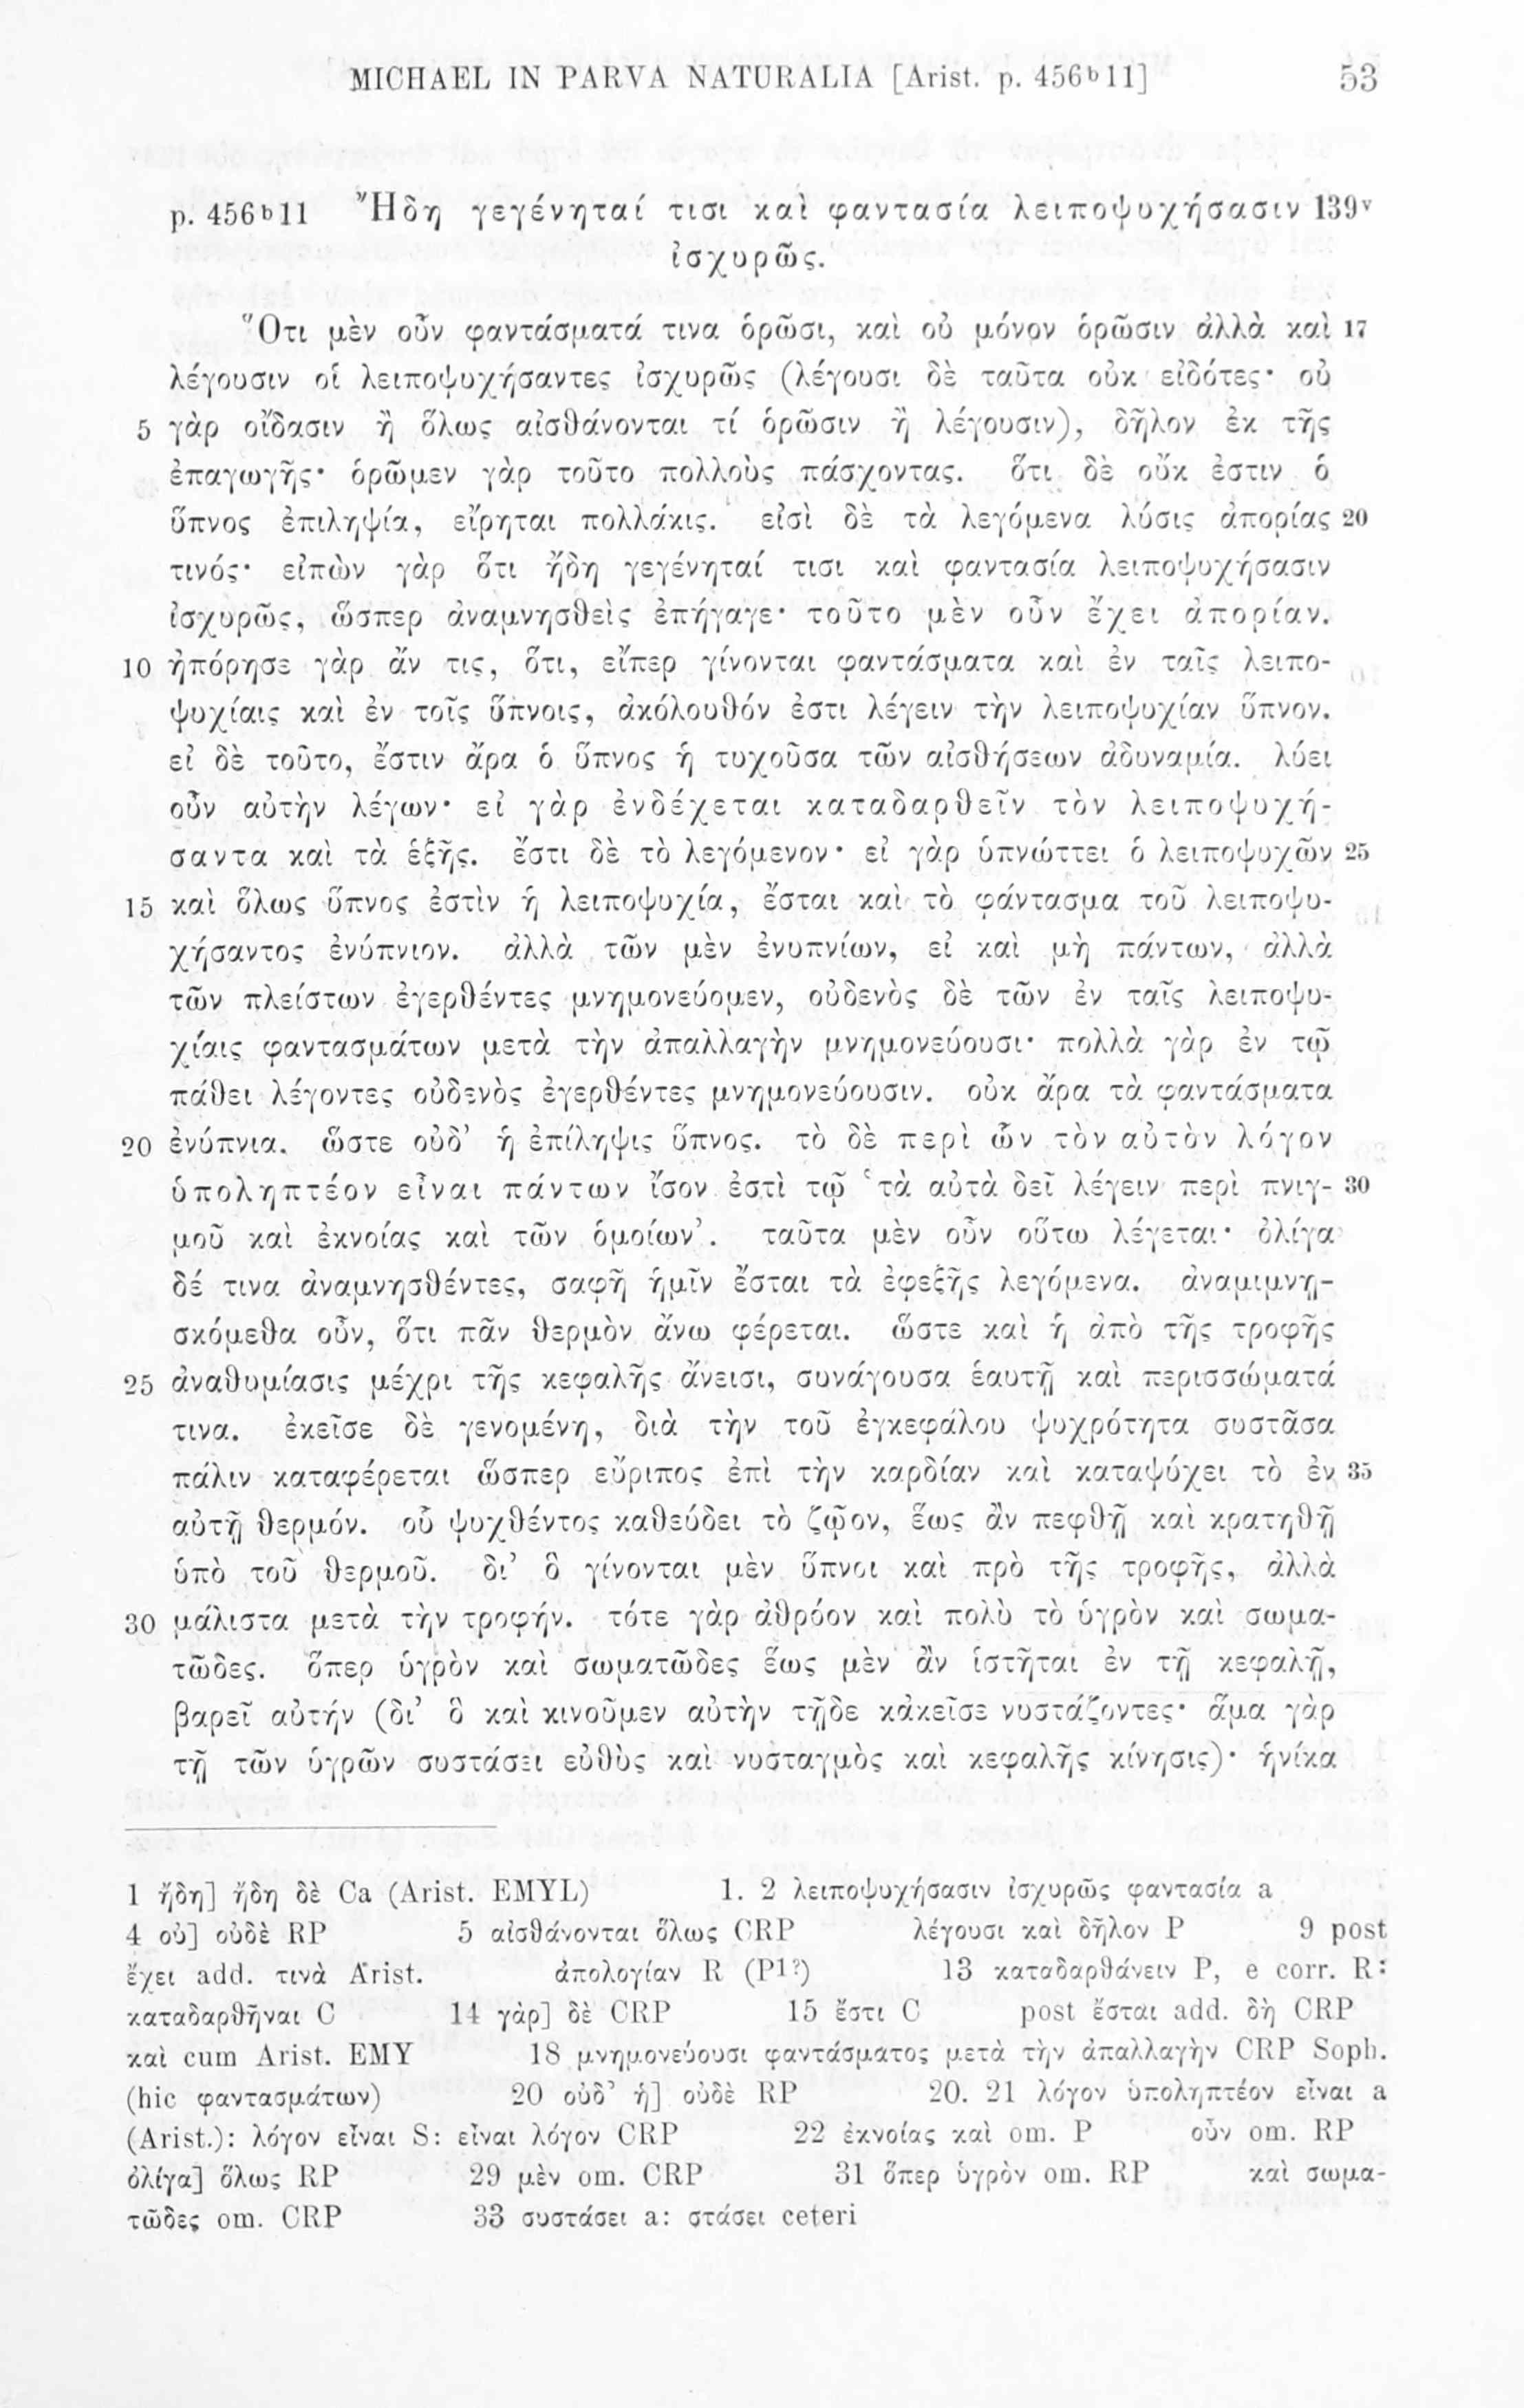 MICHAEL IN PARVA NATURALIA [Arist. p. 456ᵇ11] 53
p. 456ᵇ11 Ἤδη γεγένηταί τισι καὶ φαντασία λειποψυχήσασιν 139ᵛ
ἰσχυρῶς.
Ὅτι μὲν οὖν φαντάσματά τινα ὁρῶσι, καὶ οὐ μόνον ὁρῶσιν ἀλλὰ καὶ 17
λέγουσιν οἱ λειποψυχήσαντες ἰσχυρῶς (λέγουσι δὲ ταῦτα οὐκ εἰδότες· οὐ
5 γὰρ οἴδασιν ἢ ὅλως αἰσθάνονται τί ὁρῶσιν ἢ λέγουσιν), δῆλον ἐκ τῆς
ἐπαγωγῆς· ὁρῶμεν γὰρ τοῦτο πολλοὺς πάσχοντας. ὅτι δὲ οὔκ ἐστιν ὁ
ὕπνος ἐπιληψία, εἴρηται πολλάκις. εἰσὶ δὲ τὰ λεγόμενα λύσις ἀπορίας 20
τινός· εἰπὼν γὰρ ὅτι ἤδη γεγένηταί τισι καὶ φαντασία λειποψυχήσασιν
ἰσχυρῶς, ὥσπερ ἀναμνησθεὶς ἐπήγαγε· τοῦτο μὲν οὖν ἔχει ἀπορίαν.
10 ἠπόρησε γὰρ ἄν τις, ὅτι, εἴπερ γίνονται φαντάσματα καὶ ἐν ταῖς λειπο-
ψυχίαις καὶ ἐν τοῖς ὕπνοις, ἀκόλουθόν ἐστι λέγειν τὴν λειποψυχίαν ὕπνον.
εἰ δὲ τοῦτο, ἔστιν ἄρα ὁ ὕπνος ἡ τυχοῦσα τῶν αἰσθήσεων ἀδυναμία. λύει
οὖν αὐτὴν λέγων· εἰ γὰρ ἐνδέχεται καταδαρθεῖν τὸν λειποψυχή-
σαντα καὶ τὰ ἑξῆς. ἔστι δὲ τὸ λεγόμενον· εἰ γὰρ ὑπνώττει ὁ λειποψυχῶν 25
15 καὶ ὅλως ὕπνος ἐστὶν ἡ λειποψυχία, ἔσται καὶ τὸ φάντασμα τοῦ λειποψυ-
χήσαντος ἐνύπνιον. ἀλλὰ τῶν μὲν ἐνυπνίων, εἰ καὶ μὴ πάντων, ἀλλὰ
τῶν πλείστων ἐγερθέντες μνημονεύομεν, οὐδενὸς δὲ τῶν ἐν ταῖς λειποψυ-
χίαις φαντασμάτων μετὰ τὴν ἀπαλλαγὴν μνημονεύουσι· πολλὰ γὰρ ἐν τῷ
πάθει λέγοντες οὐδενὸς ἐγερθέντες μνημονεύουσιν. οὐκ ἄρα τὰ φαντάσματα
20 ἐνύπνια. ὥστε οὐδ’ ἡ ἐπίληψις ὕπνος. τὸ δὲ περὶ ὧν τὸν αὐτὸν λόγον
ὑποληπτέον εἶναι πάντων ἴσον ἐστὶ τῷ ‘τὰ αὐτὰ δεῖ λέγειν περὶ πνιγ- 30
μοῦ καὶ ἐκνοίας καὶ τῶν ὁμοίων’. ταῦτα μὲν οὖν οὕτω λέγεται· ὀλίγα
δέ τινα ἀναμνησθέντες, σαφῆ ἡμῖν ἔσται τὰ ἐφεξῆς λεγόμενα. ἀναμιμνη-
σκόμεθα οὖν, ὅτι πᾶν θερμὸν ἄνω φέρεται. ὥστε καὶ ἡ ἀπὸ τῆς τροφῆς
25 ἀναθυμίασις μέχρι τῆς κεφαλῆς ἄνεισι, συνάγουσα ἑαυτῇ καὶ περισσώματά
τινα. ἐκεῖσε δὲ γενομένη, διὰ τὴν τοῦ ἐγκεφάλου ψυχρότητα συστᾶσα
πάλιν καταφέρεται ὥσπερ εὔριπος ἐπὶ τὴν καρδίαν καὶ καταψύχει τὸ ἐν 35
αὐτῇ θερμόν. οὗ ψυχθέντος καθεύδει τὸ ζῷον, ἕως ἂν πεφθῇ καὶ κρατηθῇ
ὑπὸ τοῦ θερμοῦ. δι’ ὃ γίνονται μὲν ὕπνοι καὶ πρὸ τῆς τροφῆς, ἀλλὰ
30 μάλιστα μετὰ τὴν τροφήν. τότε γὰρ ἀθρόον καὶ πολὺ τὸ ὑγρὸν καὶ σωμα-
τῶδες. ὅπερ ὑγρὸν καὶ σωματῶδες ἕως μὲν ἂν ἱστῆται ἐν τῇ κεφαλῇ,
βαρεῖ αὐτήν (δι’ ὃ καὶ κινοῦμεν αὐτὴν τῇδε κἀκεῖσε νυστάζοντες· ἅμα γὰρ
τῇ τῶν ὑγρῶν συστάσει εὐθὺς καὶ νυσταγμὸς καὶ κεφαλῆς κίνησις)· ἡνίκα
1 ἤδη] ἤδη δὲ Ca (Arist. EMYL) 1. 2 λειποψυχήσασιν ἰσχυρῶς φαντασία a
4 οὐ] οὐδὲ RP 5 αἰσθάνονται ὅλως CRP λέγουσι καὶ δῆλον P 9 post
ἔχει add. τινὰ Arist. ἀπολογίαν R (P¹?) 13 καταδαρθάνειν P, e corr. R:
καταδαρθῆναι C 14 γὰρ] δὲ CRP 15 ἔστι C post ἔσται add. δὴ CRP
καὶ cum Arist. EMY 18 μνημονεύουσι φαντάσματος μετὰ τὴν ἀπαλλαγὴν CRP Soph.
(hic φαντασμάτων) 20 οὐδ’ ἡ] οὐδὲ RP 20. 21 λόγον ὑποληπτέον εἶναι a
(Arist.): λόγον εἶναι S: εἶναι λόγον CRP 22 ἐκνοίας καὶ om. P οὖν om. RP
ὀλίγα] ὅλως RP 29 μὲν om. CRP 31 ὅπερ ὑγρὸν om. RP καὶ σωμα-
τῶδες om. CRP 33 συστάσει a: στάσει ceteri